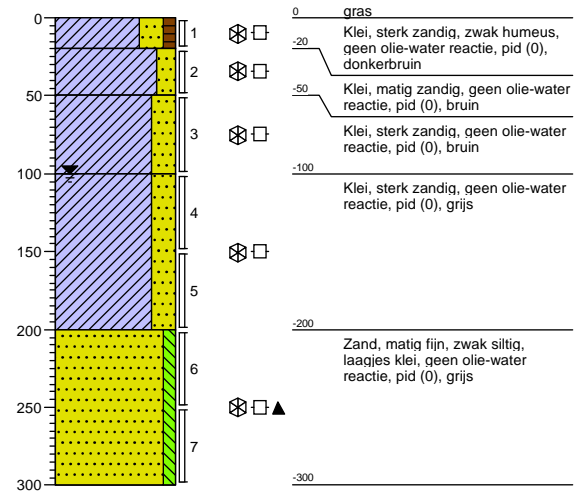 0
50
100
150
200
250
300
1
2
3
4
5
6
7
0
gras
Klei, sterk zandig, zwak humeus,
geen olie-water reactie, pid (0),
donkerbruin
-20
Klei, matig zandig, geen olie-water
reactie, pid (0), bruin
-50
Klei, sterk zandig, geen olie-water
reactie, pid (0), bruin
-100
Klei, sterk zandig, geen olie-water
reactie, pid (0), grijs
-200
Zand, matig fijn, zwak siltig,
laagjes klei, geen olie-water
reactie, pid (0), grijs
-300